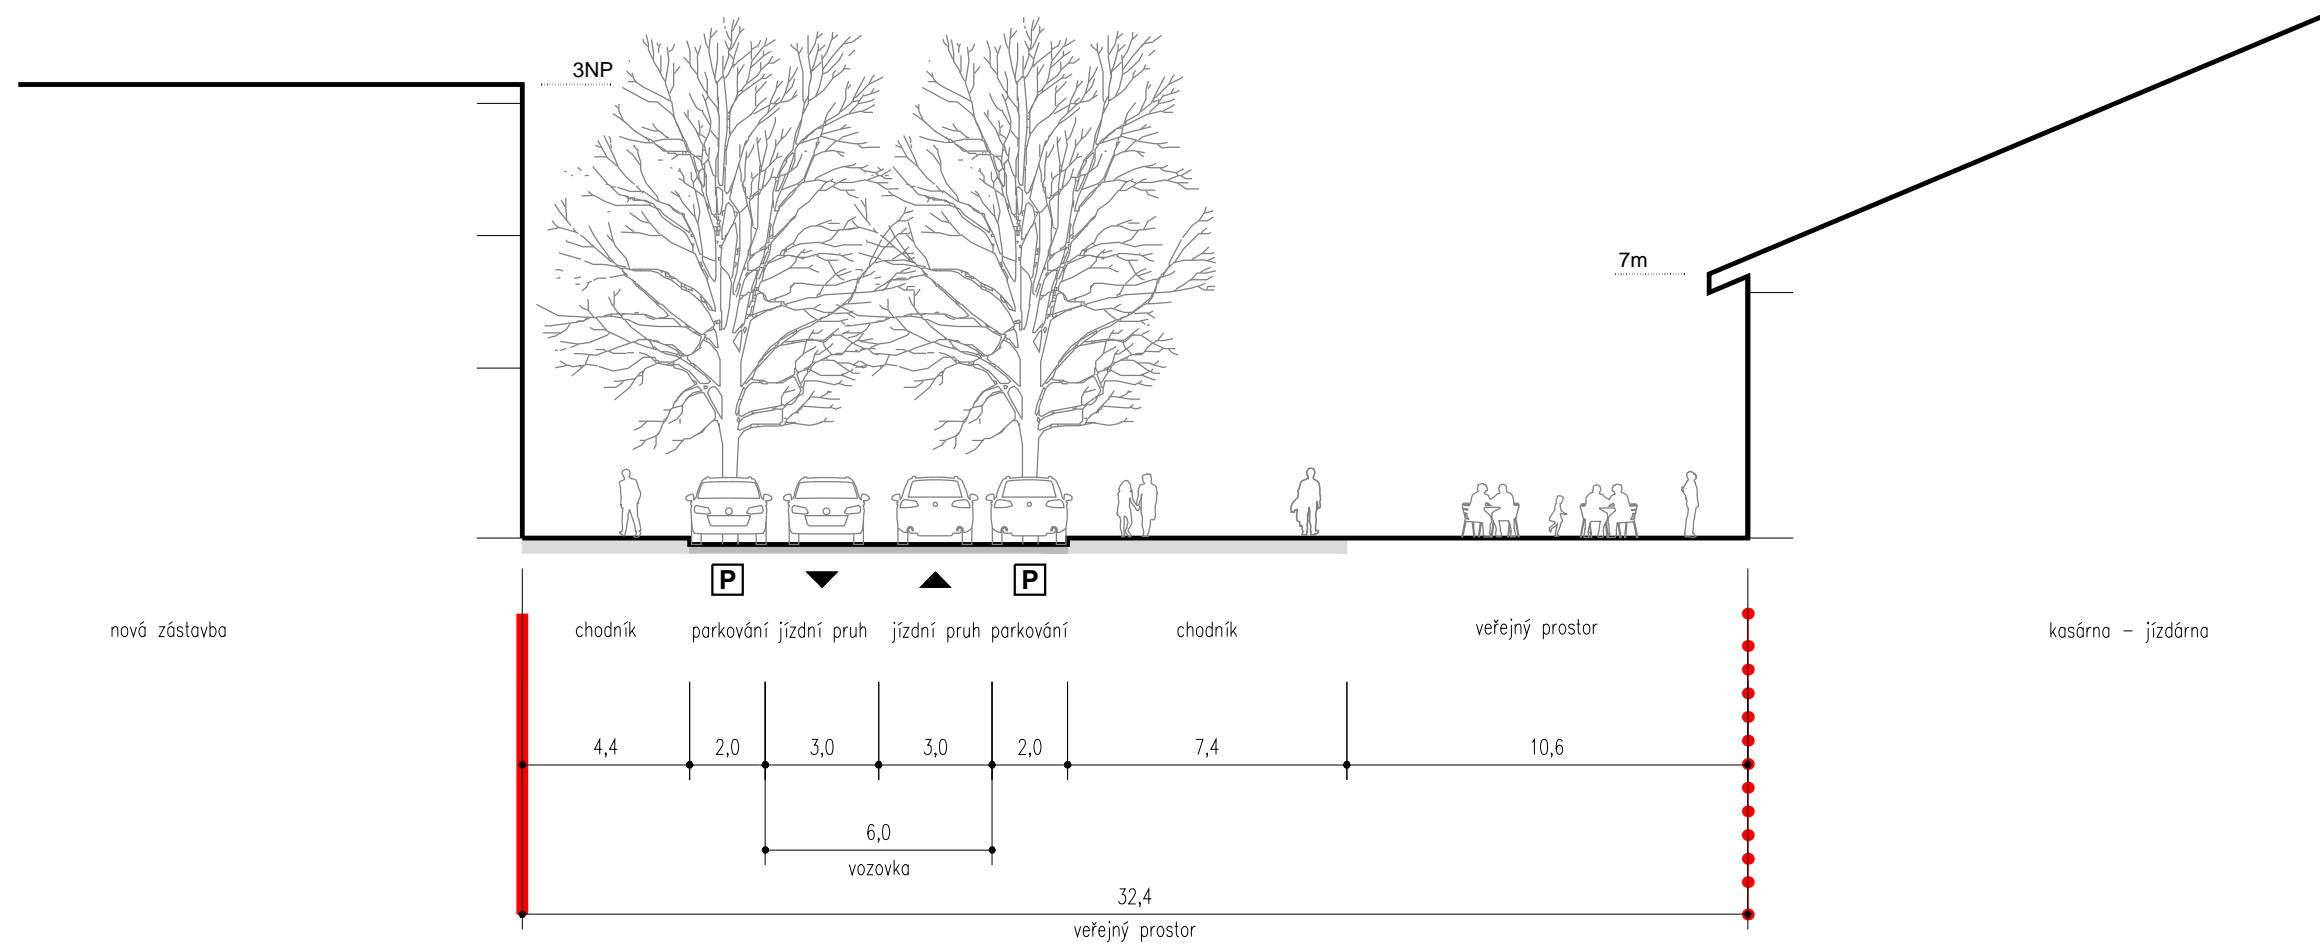 3NP
7m
P P
nová zástavba chodník parkování jízdní pruh jízdní pruh parkování chodník veřejný prostor kasárna – jízdárna
4,4 2,0 3,0 3,0 2,0 7,4 10,6
6,0
vozovka
32,4
veřejný prostor